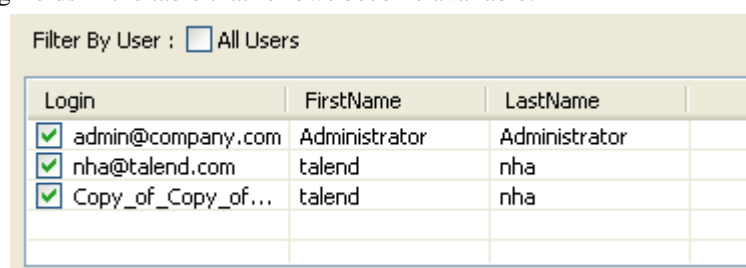 Filter By User : All Users
Login FirstName LastName
admin@company.com Administrator Administrator
nha@talend.com talend nha
Copy_of_Copy_of... talend nha